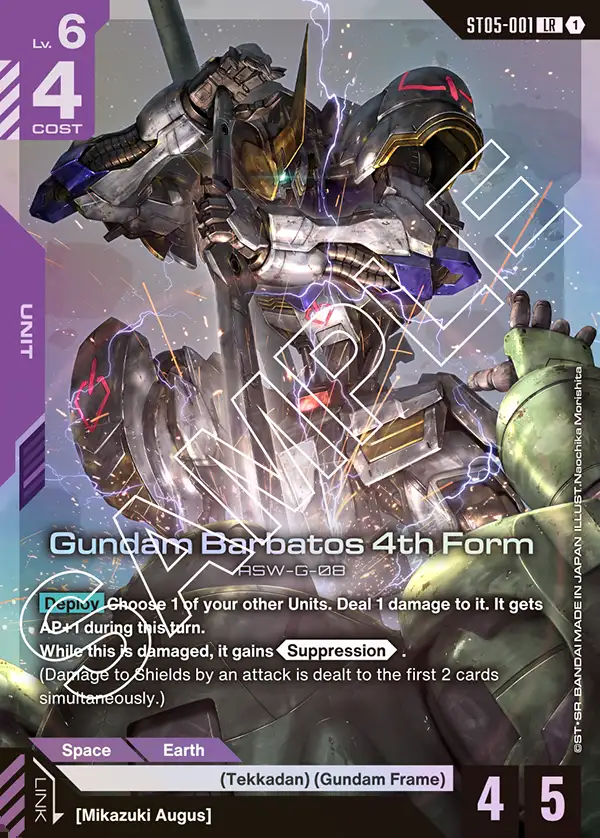 Lv. 6
4
COST
ST05-001 LR 1
UNIT
SAMPLE
Gundam Barbatos 4th Form
ASW-G-08
Deploy Choose 1 of your other Units. Deal 1 damage to it. It gets
AP+1 during this turn.
While this is damaged, it gains Suppression .
(Damage to Shields by an attack is dealt to the first 2 cards
simultaneously.)
Space Earth
(Tekkadan) (Gundam Frame)
LINK
[Mikazuki Augus]
4 5
©ST•SR BANDAI MADE IN JAPAN ILLUST.Naochika Morishita